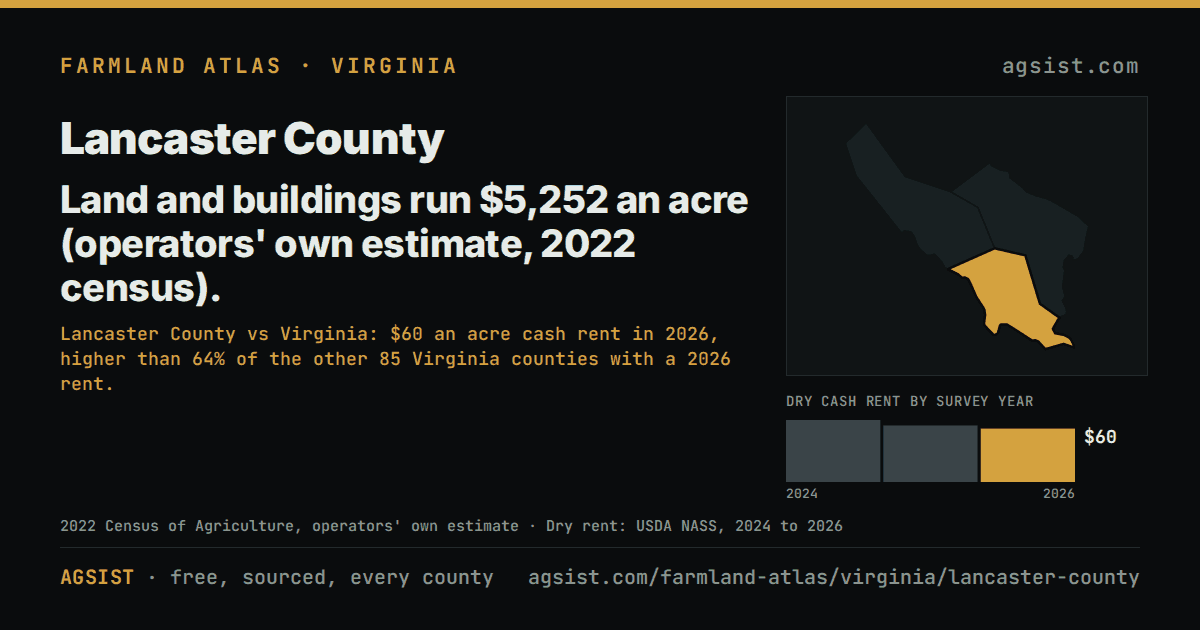 FARMLAND ATLAS · VIRGINIA
agsist.com
Lancaster County
Land and buildings run $5,252 an acre
(operators' own estimate, 2022
census).
Lancaster County vs Virginia: $60 an acre cash rent in 2026,
higher than 64% of the other 85 Virginia counties with a 2026
rent.
DRY CASH RENT BY SURVEY YEAR
$60
2024
2026
2022 Census of Agriculture, operators' own estimate · Dry rent: USDA NASS, 2024 to 2026
AGSIST · free, sourced, every county
agsist.com/farmland-atlas/virginia/lancaster-county